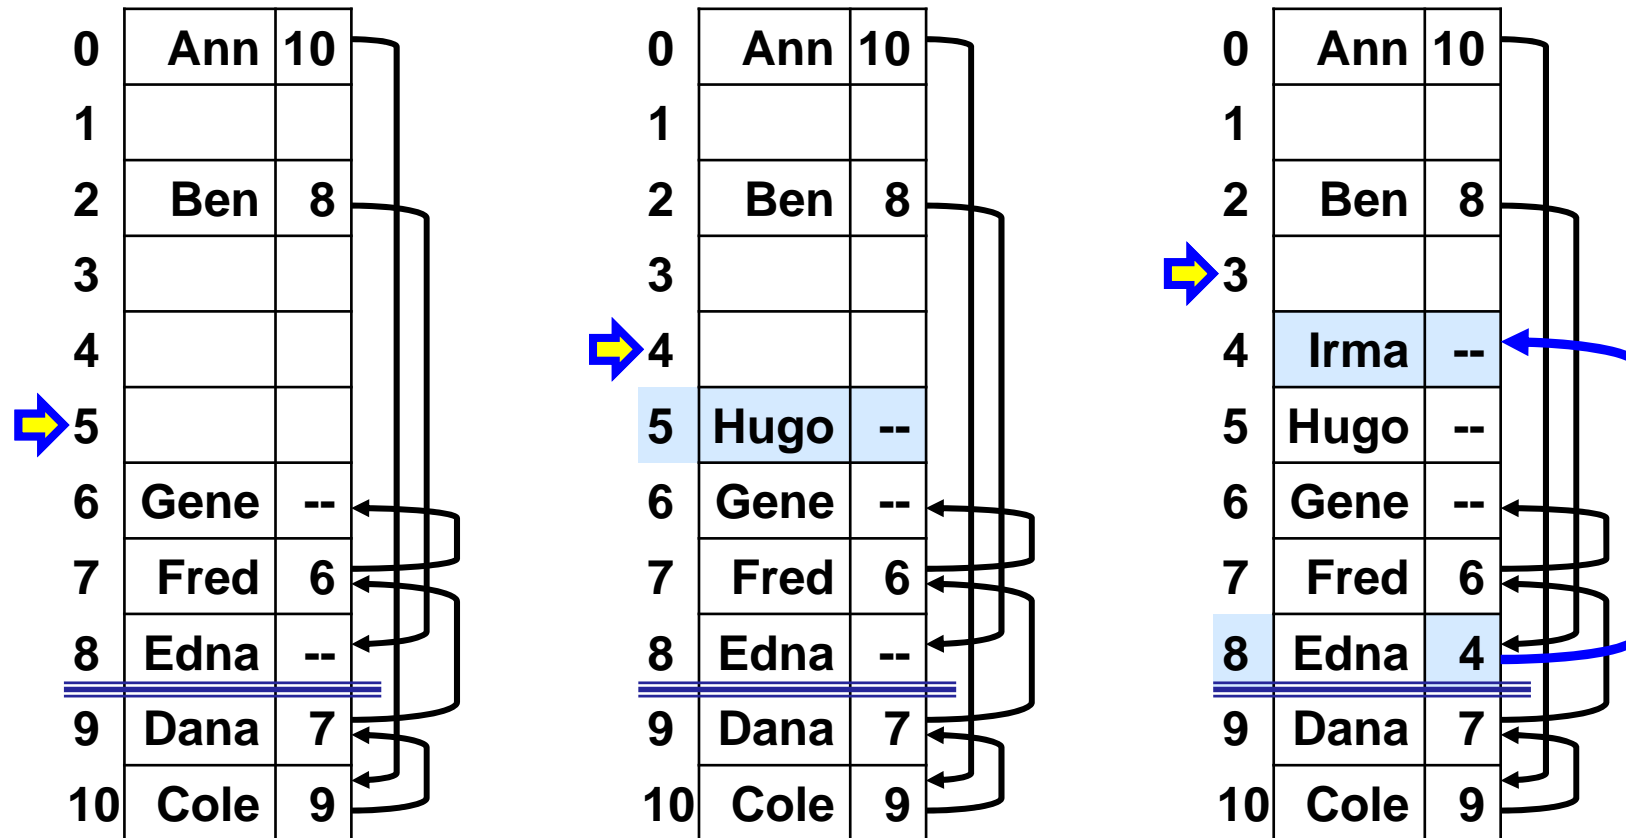 0 Ann 10
1
2 Ben 8
3
4
5
6 Gene --
7 Fred 6
8 Edna --
9 Dana 7
10 Cole 9
0 Ann 10
1
2 Ben 8
3
4
5 Hugo --
6 Gene --
7 Fred 6
8 Edna --
9 Dana 7
10 Cole 9
0 Ann 10
1
2 Ben 8
3
4 Irma --
5 Hugo --
6 Gene --
7 Fred 6
8 Edna 4
9 Dana 7
10 Cole 9